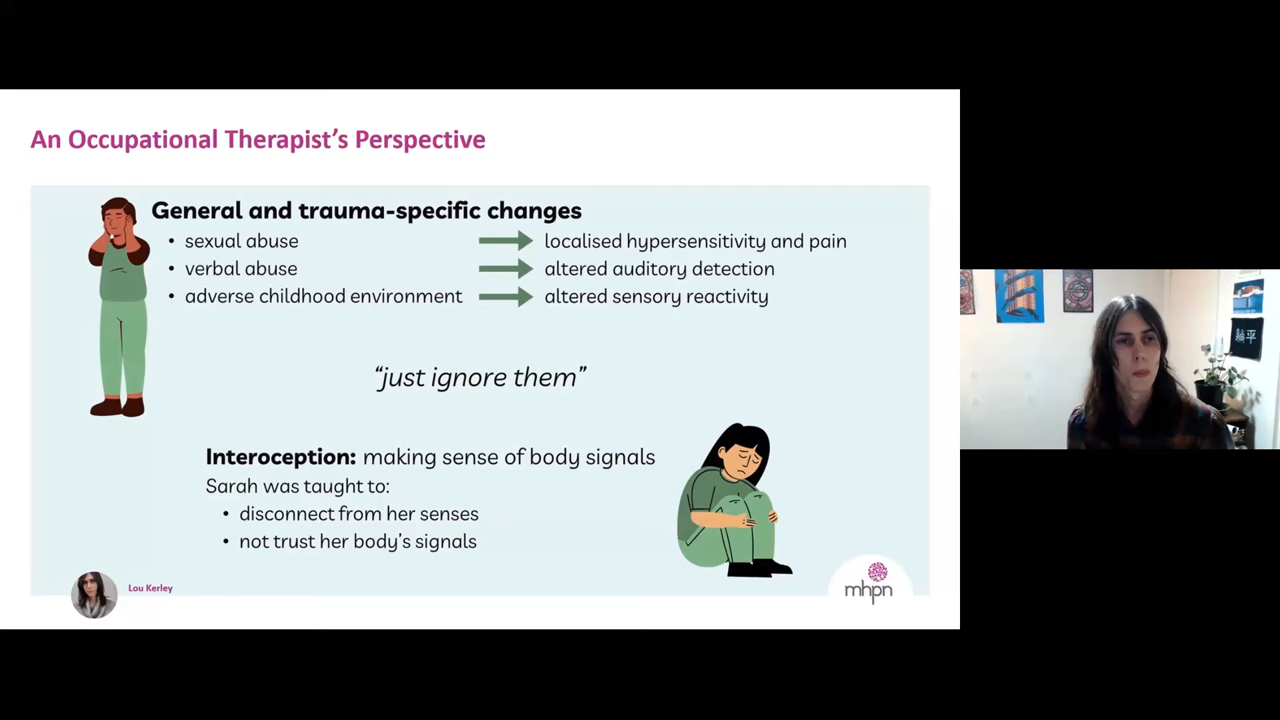 An Occupational Therapist's Perspective
General and trauma-specific changes
• sexual abuse → localised hypersensitivity and pain
• verbal abuse → altered auditory detection
• adverse childhood environment → altered sensory reactivity
"just ignore them"
Interoception: making sense of body signals
Sarah was taught to:
• disconnect from her senses
• not trust her body's signals
Lou Kerley
mhpn
躺平